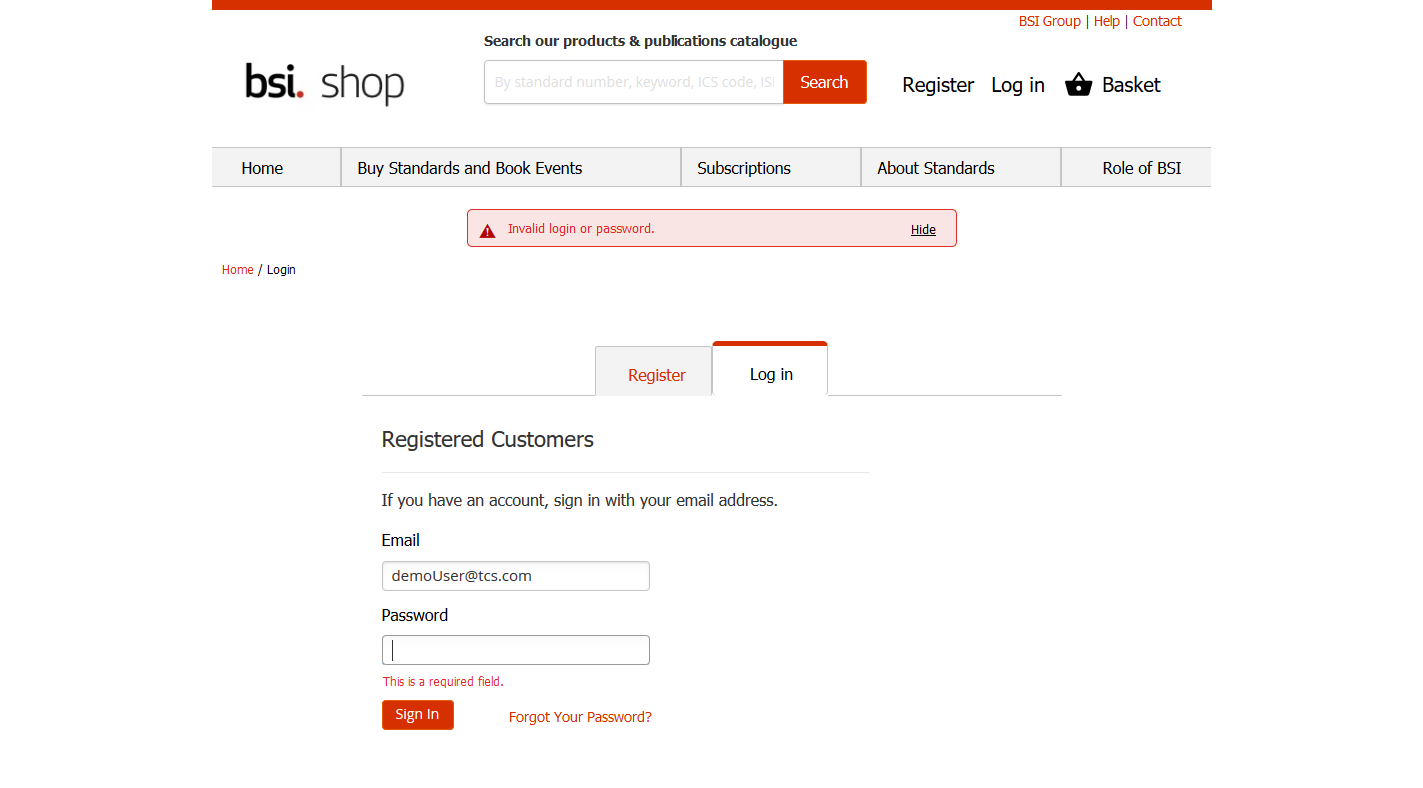 BSI Group | Help | Contact
Search our products & publications catalogue
bsi. shop
By standard number, keyword, ICS code, ISI
Search
Register Log in Basket
Home Buy Standards and Book Events Subscriptions About Standards Role of BSI
Invalid login or password. Hide
Home / Login
Register Log in
Registered Customers
If you have an account, sign in with your email address.
Email
demoUser@tcs.com
Password
This is a required field.
Sign In Forgot Your Password?